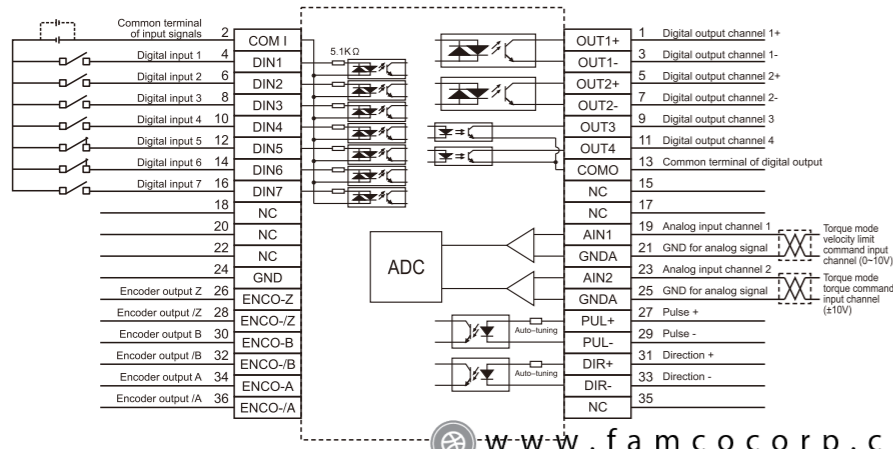 Common terminal
of input signals 2 COM I
Digital input 1 4 DIN1
Digital input 2 6 DIN2
Digital input 3 8 DIN3
Digital input 4 10 DIN4
Digital input 5 12 DIN5
Digital input 6 14 DIN6
Digital input 7 16 DIN7
18 NC
20 NC
22 NC
24 GND
Encoder output Z 26 ENCO-Z
Encoder output /Z 28 ENCO-/Z
Encoder output B 30 ENCO-B
Encoder output /B 32 ENCO-/B
Encoder output A 34 ENCO-A
Encoder output /A 36 ENCO-/A
5.1KΩ
ADC
Auto-tuning
Auto-tuning
OUT1+ 1 Digital output channel 1+
OUT1- 3 Digital output channel 1-
OUT2+ 5 Digital output channel 2+
OUT2- 7 Digital output channel 2-
OUT3 9 Digital output channel 3
OUT4 11 Digital output channel 4
COMO 13 Common terminal of digital output
NC 15
NC 17
AIN1 19 Analog input channel 1
GNDA 21 GND for analog signal
AIN2 23 Analog input channel 2
GNDA 25 GND for analog signal
PUL+ 27 Pulse +
PUL- 29 Pulse -
DIR+ 31 Direction +
DIR- 33 Direction -
NC 35
Torque mode
velocity limit
command input
channel (0~10V)
Torque mode
torque command
input channel
(±10V)
www.famcocorp.c